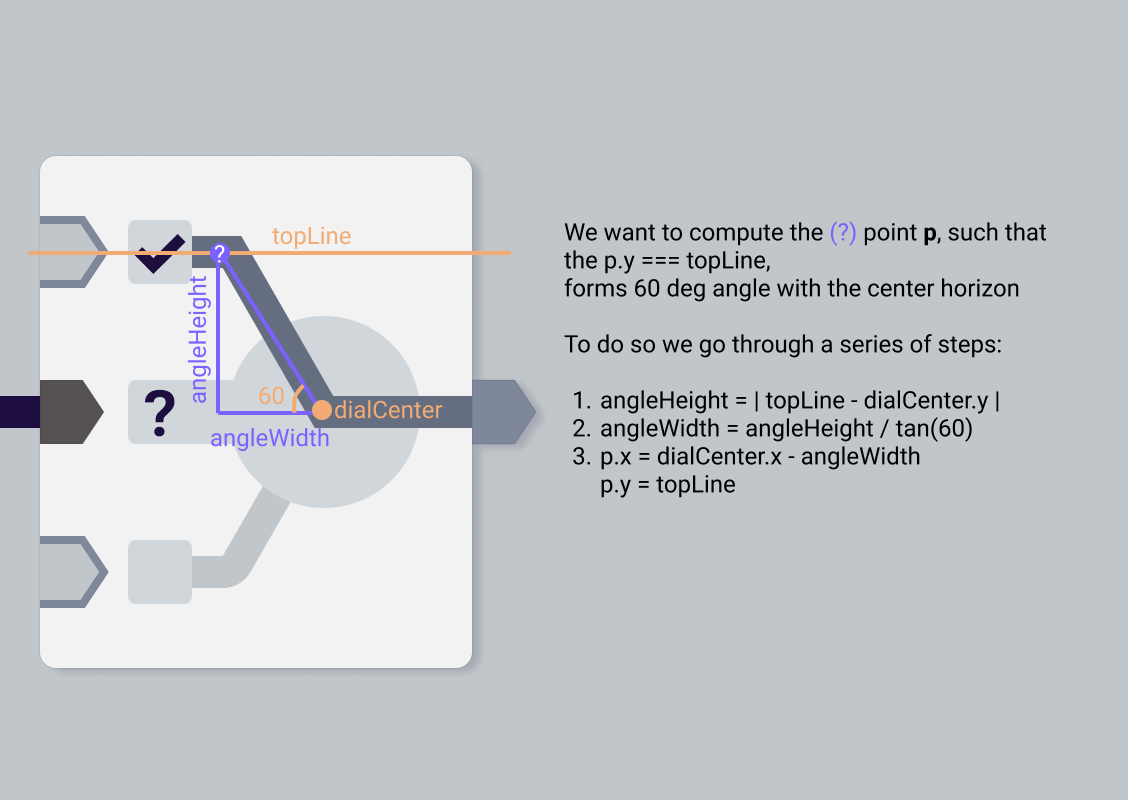 topLine
?
angleHeight
60
dialCenter
?
angleWidth
We want to compute the (?) point p, such that
the p.y === topLine,
forms 60 deg angle with the center horizon
To do so we go through a series of steps:
1. angleHeight = | topLine - dialCenter.y |
2. angleWidth = angleHeight / tan(60)
3. p.x = dialCenter.x - angleWidth
p.y = topLine